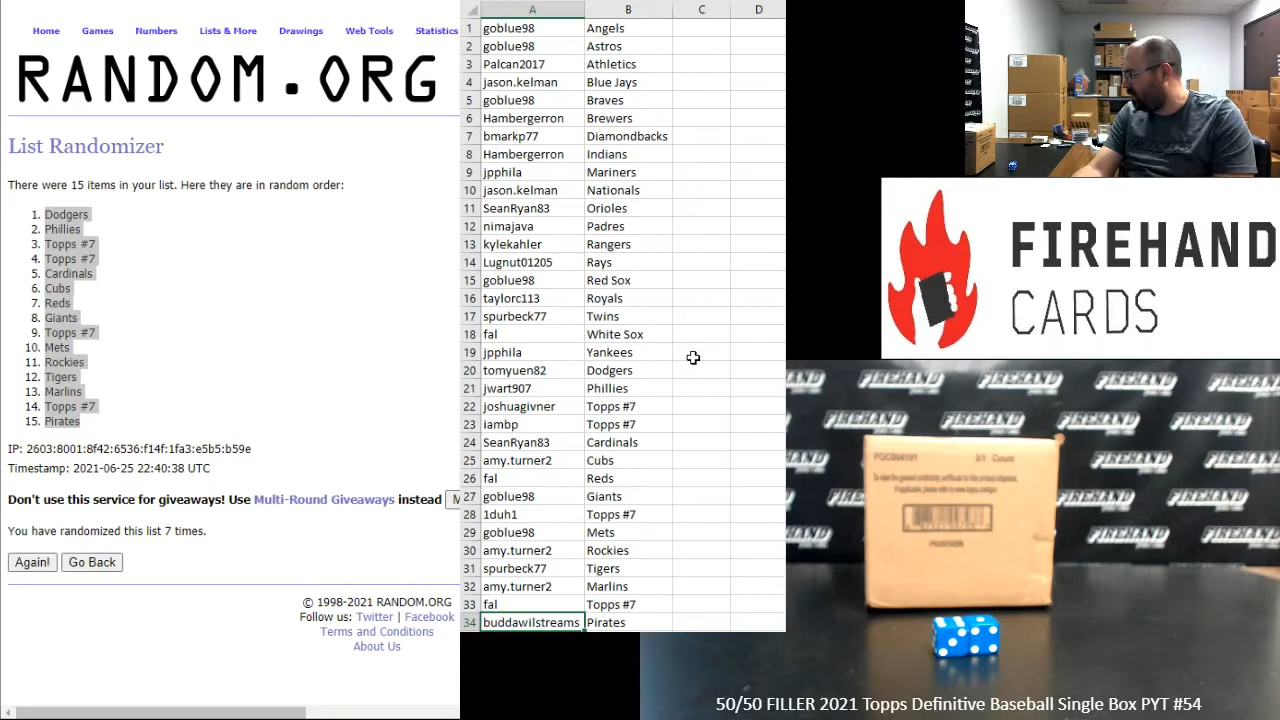 Home Games Numbers Lists & More Drawings Web Tools Statistics
RANDOM.ORG
List Randomizer
There were 15 items in your list. Here they are in random order:
1. Dodgers
2. Phillies
3. Topps #7
4. Topps #7
5. Cardinals
6. Cubs
7. Reds
8. Giants
9. Topps #7
10. Mets
11. Rockies
12. Tigers
13. Marlins
14. Topps #7
15. Pirates
IP: 2603:8001:8f42:6536:f14f:1fa3:e5b5:b59e
Timestamp: 2021-06-25 22:40:38 UTC
Don't use this service for giveaways! Use Multi-Round Giveaways instead M
You have randomized this list 7 times.
Again! Go Back
© 1998-2021 RANDOM.ORG
Follow us: Twitter | Facebook
Terms and Conditions
About Us
A B C D
1 goblue98 Angels
2 goblue98 Astros
3 Palcan2017 Athletics
4 jason.kelman Blue Jays
5 goblue98 Braves
6 Hambergerron Brewers
7 bmarkp77 Diamondbacks
8 Hambergerron Indians
9 jpphila Mariners
10 jason.kelman Nationals
11 SeanRyan83 Orioles
12 nimajava Padres
13 kylekahler Rangers
14 Lugnut01205 Rays
15 goblue98 Red Sox
16 taylorc113 Royals
17 spurbeck77 Twins
18 fal White Sox
19 jpphila Yankees
20 tomyuen82 Dodgers
21 jwart907 Phillies
22 joshuagivner Topps #7
23 iambp Topps #7
24 SeanRyan83 Cardinals
25 amy.turner2 Cubs
26 fal Reds
27 goblue98 Giants
28 1duh1 Topps #7
29 goblue98 Mets
30 amy.turner2 Rockies
31 spurbeck77 Tigers
32 amy.turner2 Marlins
33 fal Topps #7
34 buddawilstreams Pirates
FIREHAND
CARDS
FIREHAND FIREHAND FIREHAND
50/50 FILLER 2021 Topps Definitive Baseball Single Box PYT #54